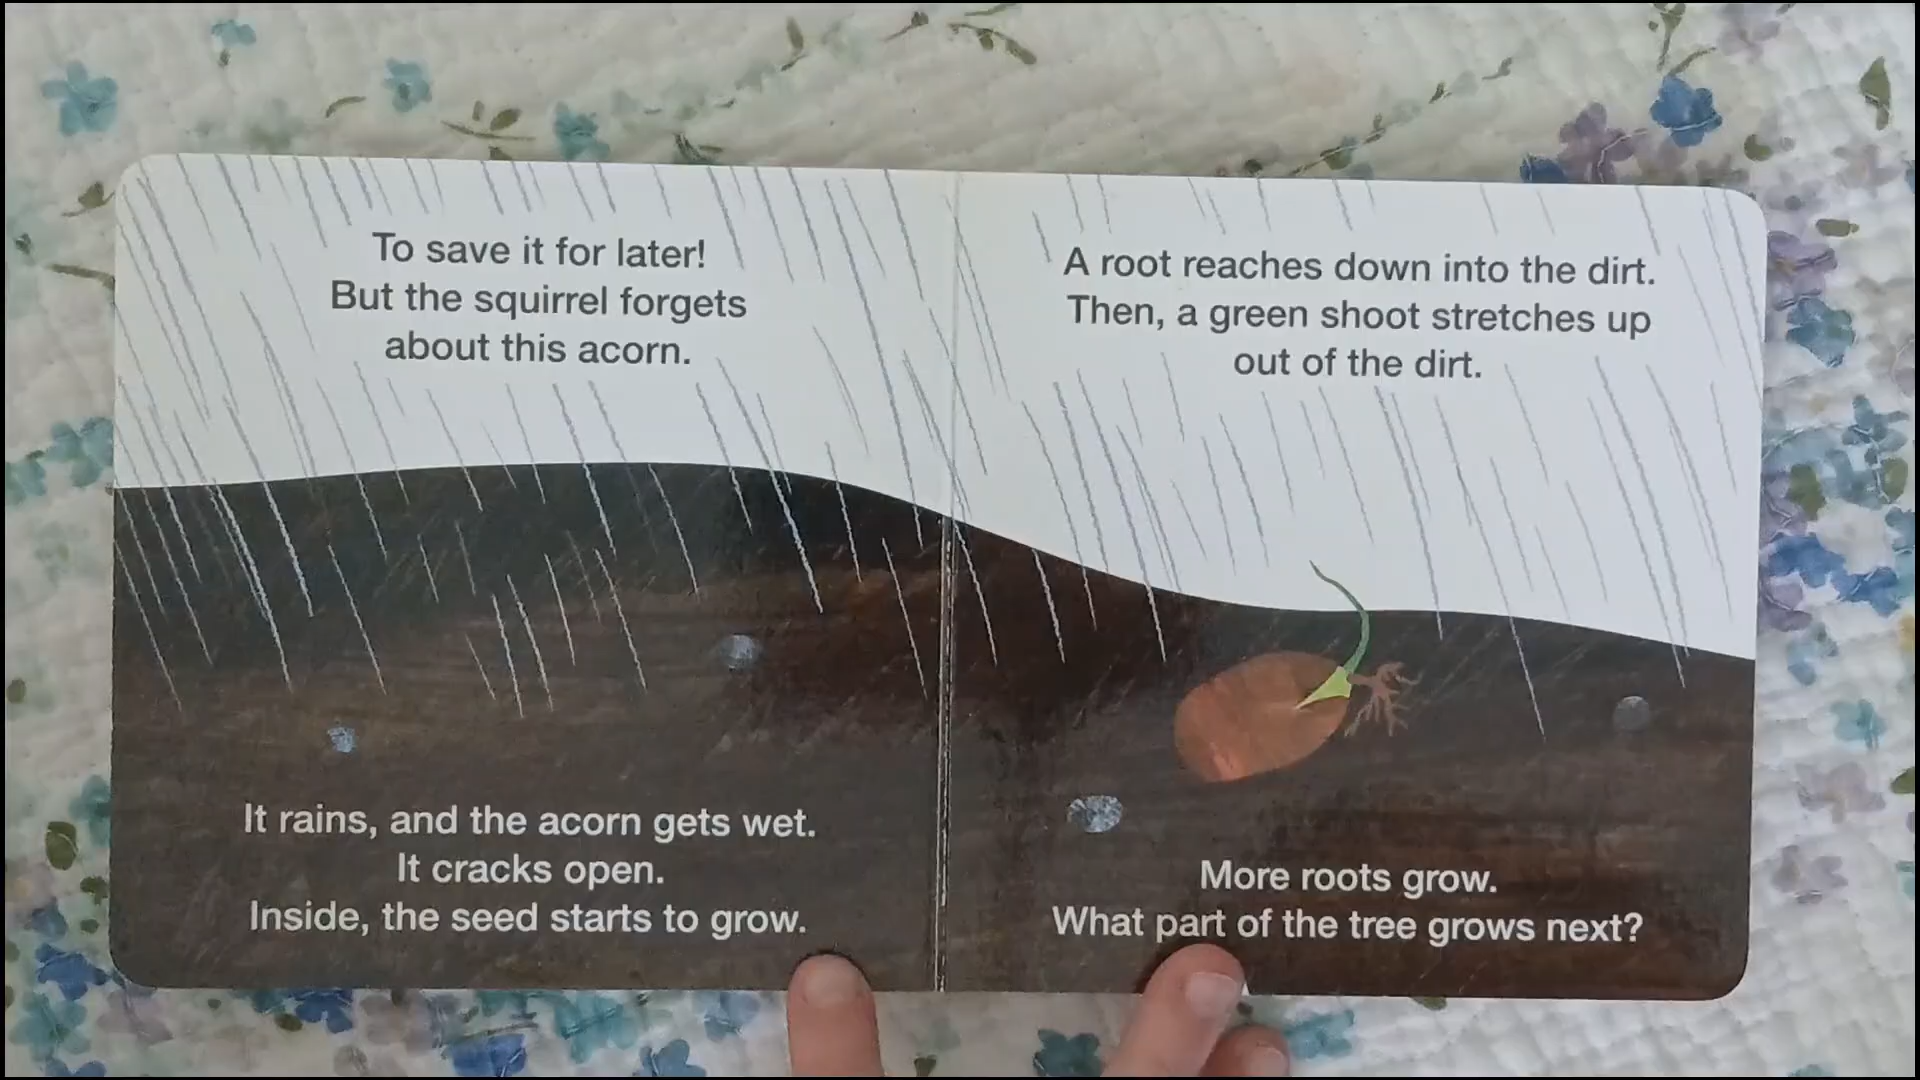 To save it for later!
But the squirrel forgets
about this acorn.
It rains, and the acorn gets wet.
It cracks open.
Inside, the seed starts to grow.
A root reaches down into the dirt.
Then, a green shoot stretches up
out of the dirt.
More roots grow.
What part of the tree grows next?